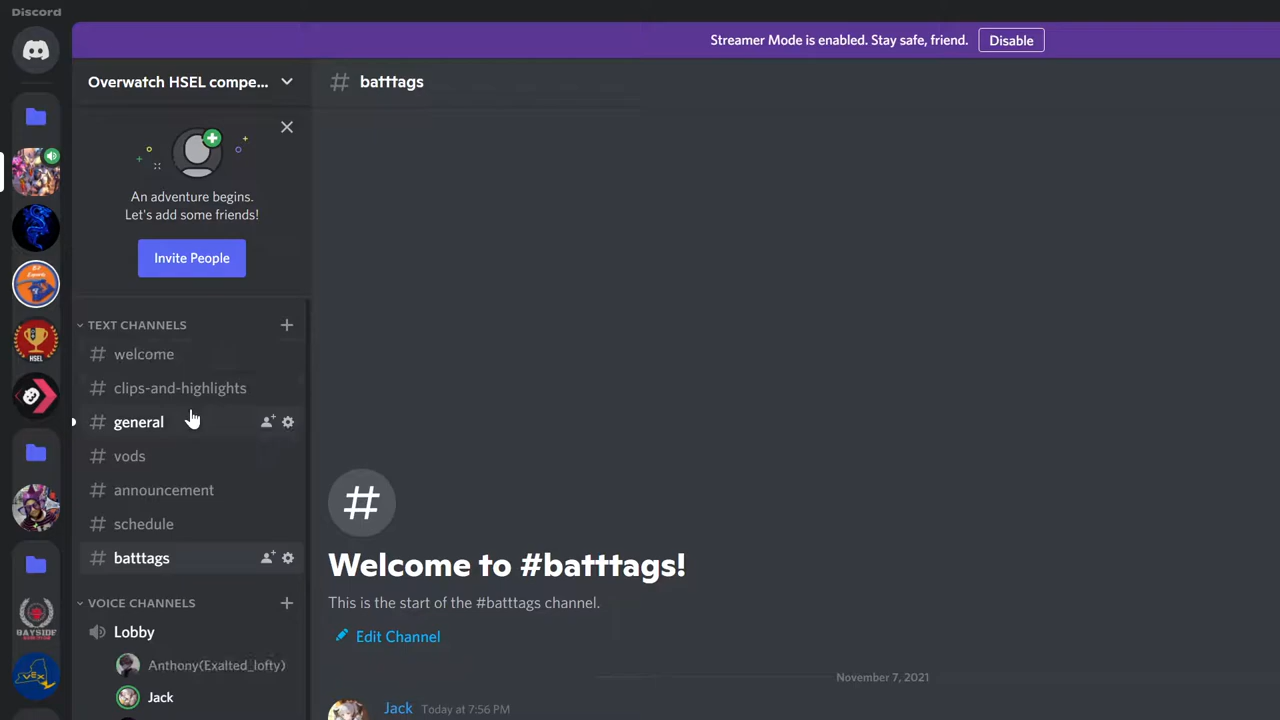 Discord
Streamer Mode is enabled. Stay safe, friend.
Disable
Overwatch HSEL compe...
# batttags
An adventure begins.
Let's add some friends!
Invite People
TEXT CHANNELS
# welcome
# clips-and-highlights
# general
# vods
# announcement
# schedule
# batttags
VOICE CHANNELS
Lobby
Anthony(Exalted_lofty)
Jack
HSEL
BAYSIDE
VEX
#
Welcome to #batttags!
This is the start of the #batttags channel.
Edit Channel
November 7, 2021
Jack Today at 7:56 PM